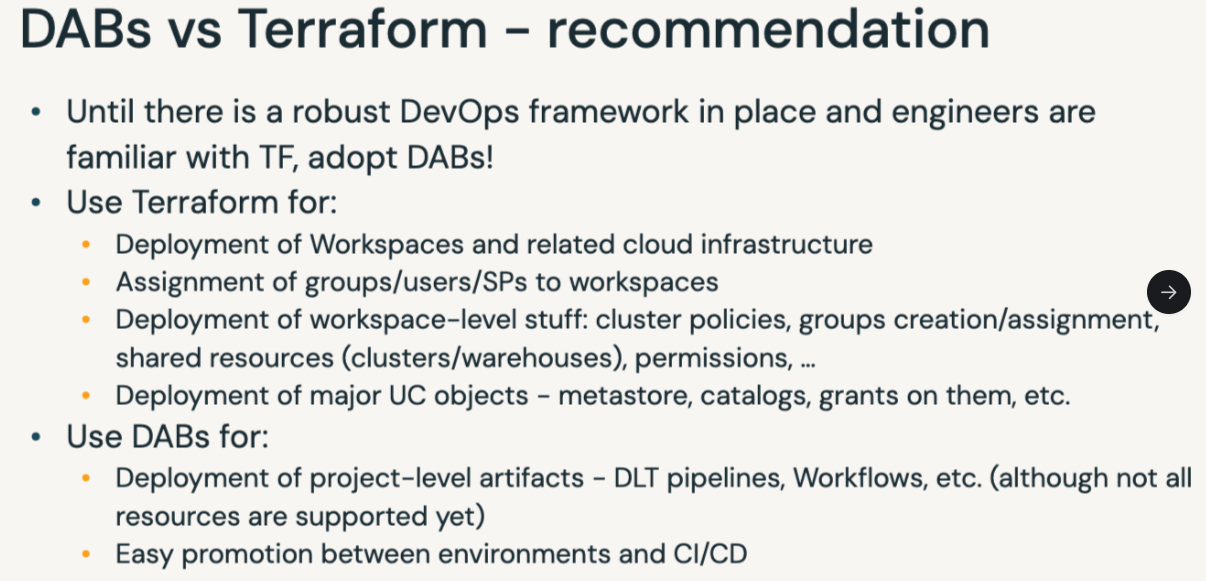 DABs vs Terraform – recommendation
• Until there is a robust DevOps framework in place and engineers are
familiar with TF, adopt DABs!
• Use Terraform for:
• Deployment of Workspaces and related cloud infrastructure
• Assignment of groups/users/SPs to workspaces
• Deployment of workspace-level stuff: cluster policies, groups creation/assignment,
shared resources (clusters/warehouses), permissions, ...
• Deployment of major UC objects – metastore, catalogs, grants on them, etc.
• Use DABs for:
• Deployment of project-level artifacts – DLT pipelines, Workflows, etc. (although not all
resources are supported yet)
• Easy promotion between environments and CI/CD